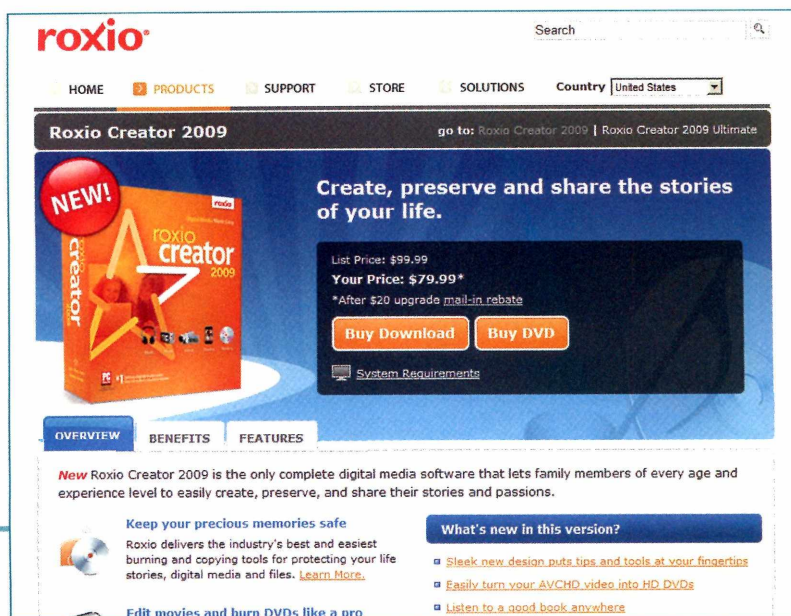 roxio
Search
HOME PRODUCTS SUPPORT STORE SOLUTIONS Country United States
Roxio Creator 2009
go to: Roxio Creator 2009 | Roxio Creator 2009 Ultimate
NEW!
roxio
roxio
creator
2009
roxio
creator
Create, preserve and share the stories
of your life.
List Price: $99.99
Your Price: $79.99*
*After $20 upgrade mail-in rebate
Buy Download Buy DVD
System Requirements
OVERVIEW BENEFITS FEATURES
New Roxio Creator 2009 is the only complete digital media software that lets family members of every age and
experience level to easily create, preserve, and share their stories and passions.
Keep your precious memories safe
Roxio delivers the industry's best and easiest
burning and copying tools for protecting your life
stories, digital media and files. Learn More.
Edit movies and burn DVDs like a pro
What's new in this version?
Sleek new design puts tips and tools at your fingertips
Easily turn your AVCHD video into HD DVDs
Listen to a good book anywhere